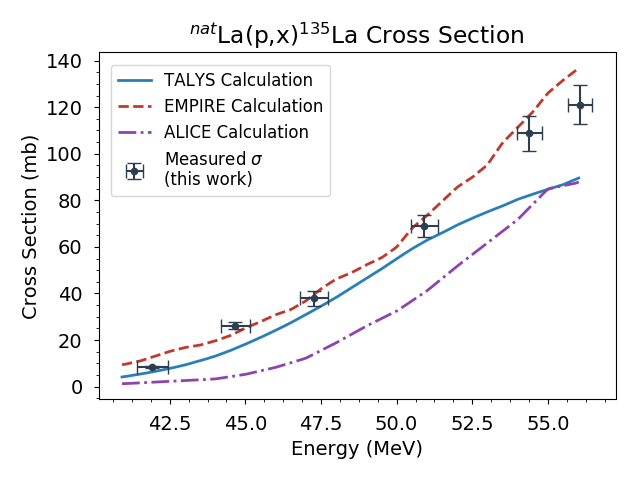 natLa(p,x)135La Cross Section
140
120
100
80
60
40
20
0
Cross Section (mb)
TALYS Calculation
EMPIRE Calculation
ALICE Calculation
Measured σ
(this work)
42.5 45.0 47.5 50.0 52.5 55.0
Energy (MeV)